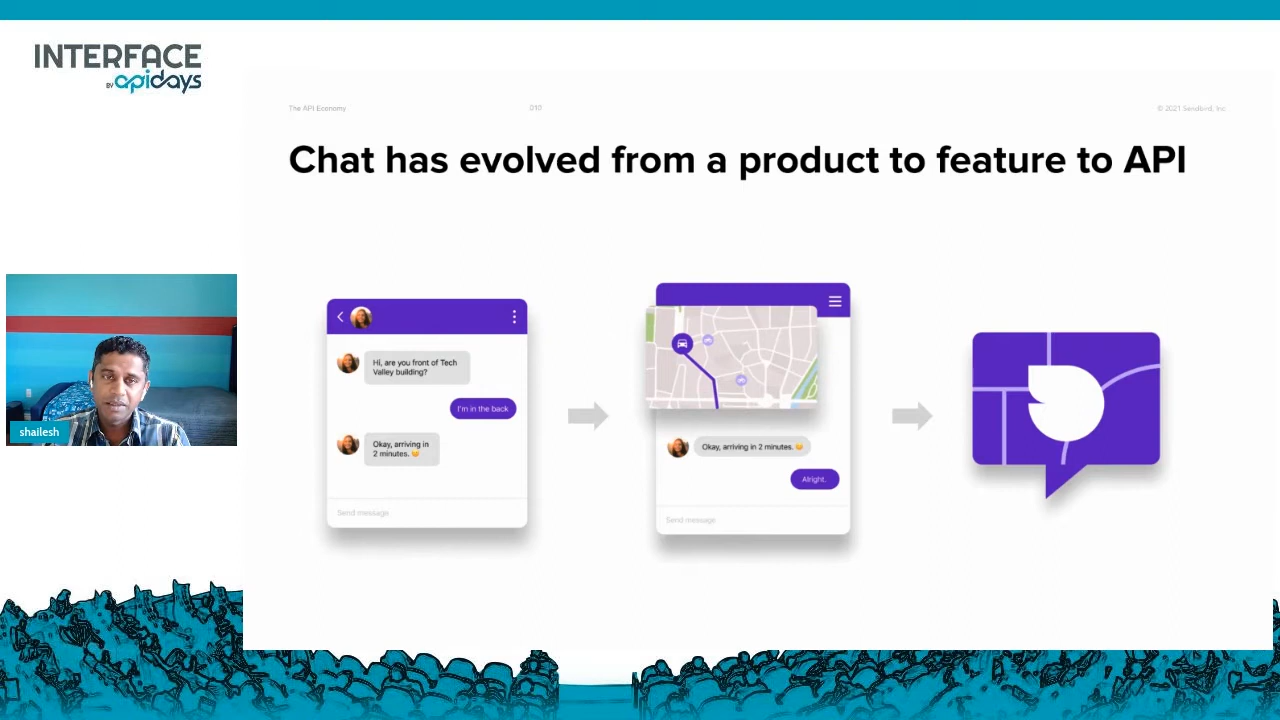 INTERFACE
BY apidays
The API Economy
010
© 2021 Sendbird, Inc.
Chat has evolved from a product to feature to API
Hi, are you front of Tech
Valley building?
I'm in the back
Okay, arriving in
2 minutes. 😊
Send message
Okay, arriving in 2 minutes. 😊
Alright.
Send message
shailesh